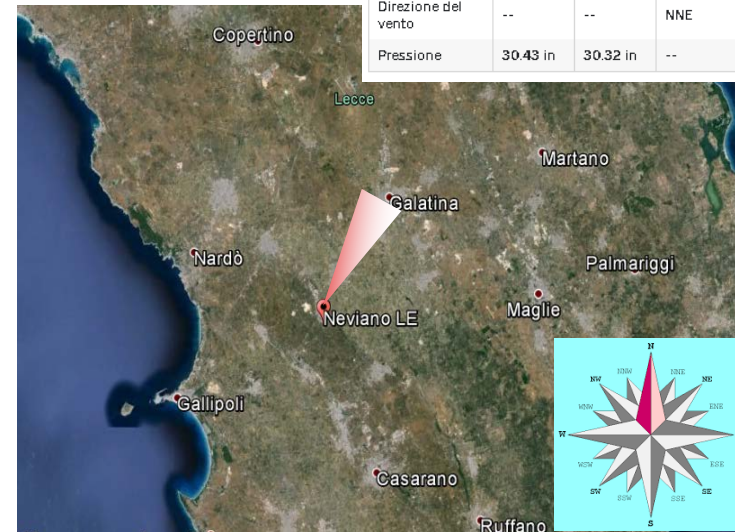 Direzione del
vento -- -- NNE
Pressione 30.43 in 30.32 in --
Copertino
Lecce
Martano
Galatina
Nardò
Palmariggi
Maglie
Neviano LE
Gallipoli
Casarano
Ruffano
N
NNW NNE
NW NE
WNW ENE
W
WSW ESE
SW SE
SSW SSE
S